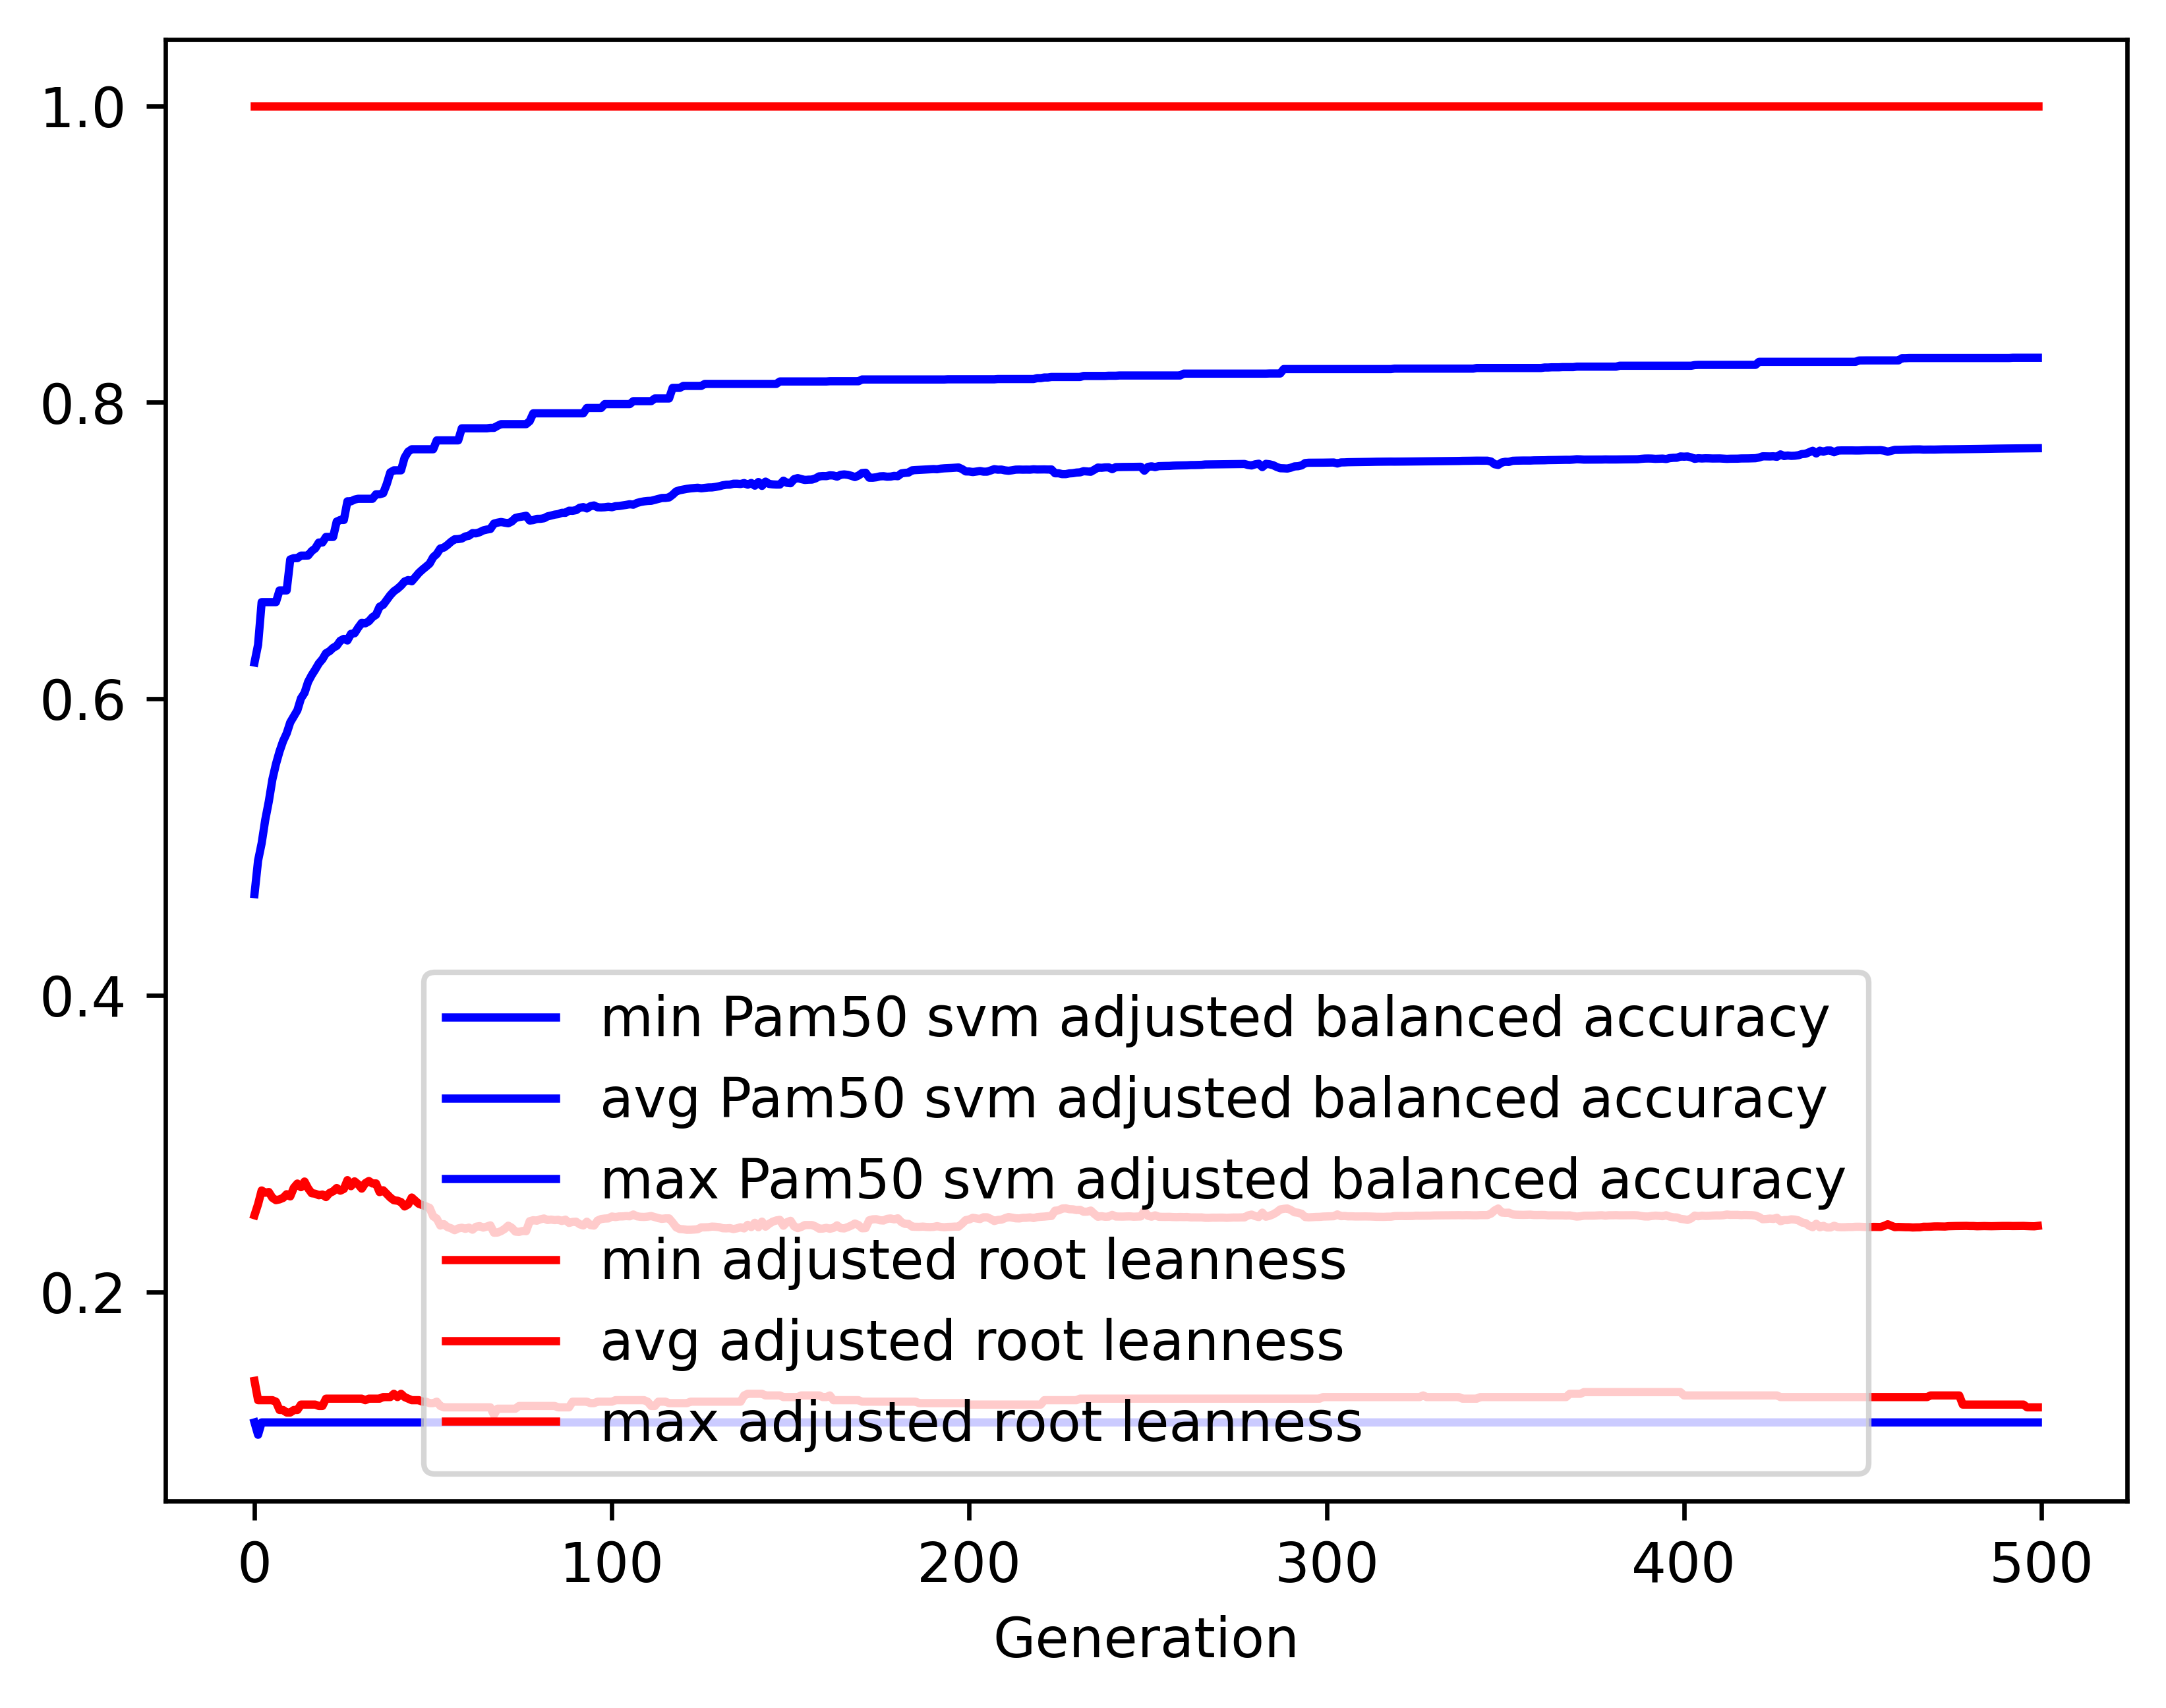 1.0
0.8
0.6
0.4
0.2
min Pam50 svm adjusted balanced accuracy
avg Pam50 svm adjusted balanced accuracy
max Pam50 svm adjusted balanced accuracy
min adjusted root leanness
avg adjusted root leanness
max adjusted root leanness
0 100 200 300 400 500
Generation